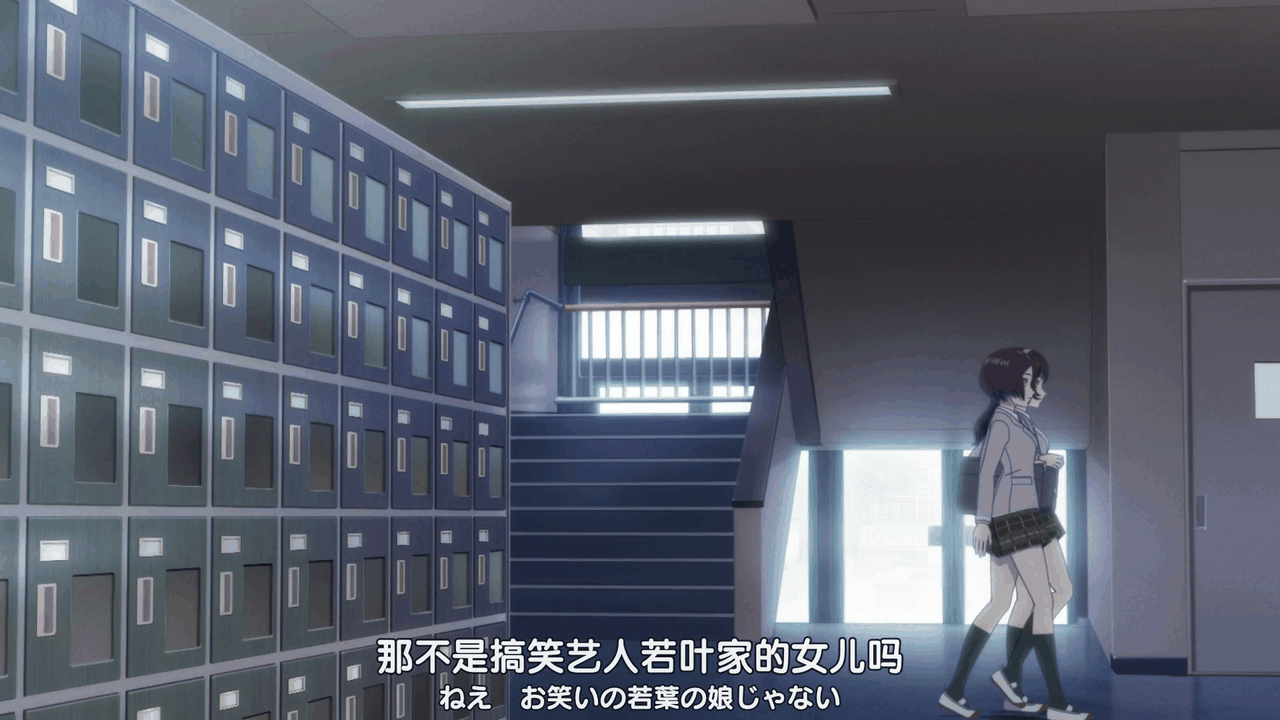 那不是搞笑艺人若叶家的女儿吗
ねえ　お笑いの若葉の娘じゃない